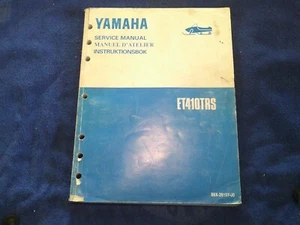 YAMAHA
SERVICE MANUAL
MANUEL D'ATELIER
INSTRUKTIONSBOK
ET410TRS